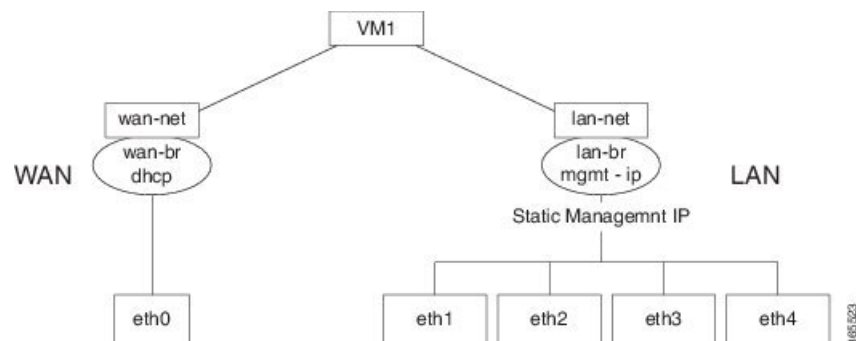 VM1
wan-net
lan-net
wan-br
dhcp
lan-br
mgmt - ip
WAN
LAN
Static Managemnt IP
eth0
eth1
eth2
eth3
eth4